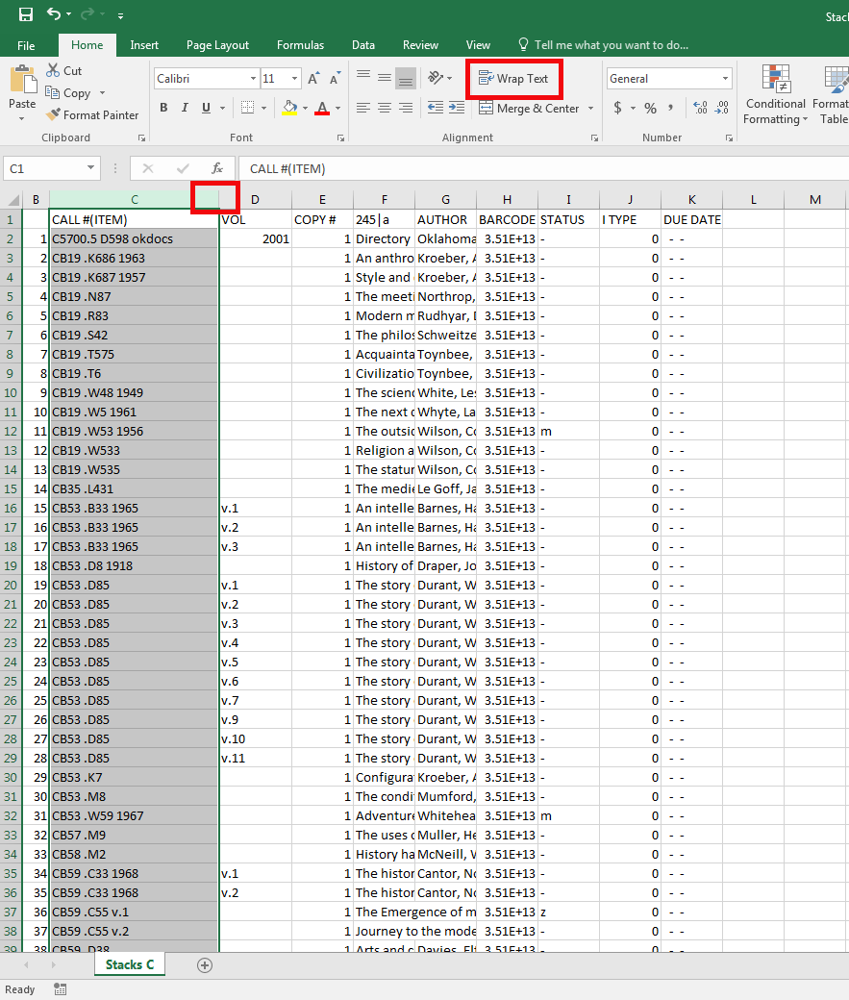 Stac
File Home Insert Page Layout Formulas Data Review View Tell me what you want to do...
Paste Cut Copy Format Painter Calibri 11 A A B I U A Wrap Text Merge & Center General $ % , .00 .00 Conditional Formatting Format Table
Clipboard Font Alignment Number
C1 fx CALL #(ITEM)
B C D E F G H I J K L M
1 CALL #(ITEM) VOL COPY # 245|a AUTHOR BARCODE STATUS I TYPE DUE DATE
2 1 C5700.5 D598 okdocs 2001 1 Directory Oklahoma 3.51E+13 - 0 - -
3 2 CB19 .K686 1963 1 An anthro Kroeber, A 3.51E+13 - 0 - -
4 3 CB19 .K687 1957 1 Style and Kroeber, A 3.51E+13 - 0 - -
5 4 CB19 .N87 1 The meeti Northrop, 3.51E+13 - 0 - -
6 5 CB19 .R83 1 Modern m Rudhyar, D 3.51E+13 - 0 - -
7 6 CB19 .S42 1 The philos Schweitze 3.51E+13 - 0 - -
8 7 CB19 .T575 1 Acquainta Toynbee, 3.51E+13 - 0 - -
9 8 CB19 .T6 1 Civilizatio Toynbee, 3.51E+13 - 0 - -
10 9 CB19 .W48 1949 1 The scienc White, Les 3.51E+13 - 0 - -
11 10 CB19 .W5 1961 1 The next d Whyte, La 3.51E+13 - 0 - -
12 11 CB19 .W53 1956 1 The outsid Wilson, Co 3.51E+13 m 0 - -
13 12 CB19 .W533 1 Religion a Wilson, Co 3.51E+13 - 0 - -
14 13 CB19 .W535 1 The statur Wilson, Co 3.51E+13 - 0 - -
15 14 CB35 .L431 1 The medie Le Goff, Ja 3.51E+13 - 0 - -
16 15 CB53 .B33 1965 v.1 1 An intelle Barnes, Ha 3.51E+13 - 0 - -
17 16 CB53 .B33 1965 v.2 1 An intelle Barnes, Ha 3.51E+13 - 0 - -
18 17 CB53 .B33 1965 v.3 1 An intelle Barnes, Ha 3.51E+13 - 0 - -
19 18 CB53 .D8 1918 1 History of Draper, Jo 3.51E+13 - 0 - -
20 19 CB53 .D85 v.1 1 The story Durant, W 3.51E+13 - 0 - -
21 20 CB53 .D85 v.2 1 The story Durant, W 3.51E+13 - 0 - -
22 21 CB53 .D85 v.3 1 The story Durant, W 3.51E+13 - 0 - -
23 22 CB53 .D85 v.4 1 The story Durant, W 3.51E+13 - 0 - -
24 23 CB53 .D85 v.5 1 The story Durant, W 3.51E+13 - 0 - -
25 24 CB53 .D85 v.6 1 The story Durant, W 3.51E+13 - 0 - -
26 25 CB53 .D85 v.7 1 The story Durant, W 3.51E+13 - 0 - -
27 26 CB53 .D85 v.9 1 The story Durant, W 3.51E+13 - 0 - -
28 27 CB53 .D85 v.10 1 The story Durant, W 3.51E+13 - 0 - -
29 28 CB53 .D85 v.11 1 The story Durant, W 3.51E+13 - 0 - -
30 29 CB53 .K7 1 Configurat Kroeber, A 3.51E+13 - 0 - -
31 30 CB53 .M8 1 The condi Mumford, 3.51E+13 - 0 - -
32 31 CB53 .W59 1967 1 Adventure Whitehea 3.51E+13 m 0 - -
33 32 CB57 .M9 1 The uses o Muller, He 3.51E+13 - 0 - -
34 33 CB58 .M2 1 History ha McNeill, W 3.51E+13 - 0 - -
35 34 CB59 .C33 1968 v.1 1 The histor Cantor, No 3.51E+13 - 0 - -
36 35 CB59 .C33 1968 v.2 1 The histor Cantor, No 3.51E+13 - 0 - -
37 36 CB59 .C55 v.1 1 The Emergence of m 3.51E+13 z 0 - -
38 37 CB59 .C55 v.2 1 Journey to the mode 3.51E+13 - 0 - -
39 38 CB59 .D38 1 Arts and c Davies, Elf 3.51E+13 - 0 - -
Stacks C
Ready